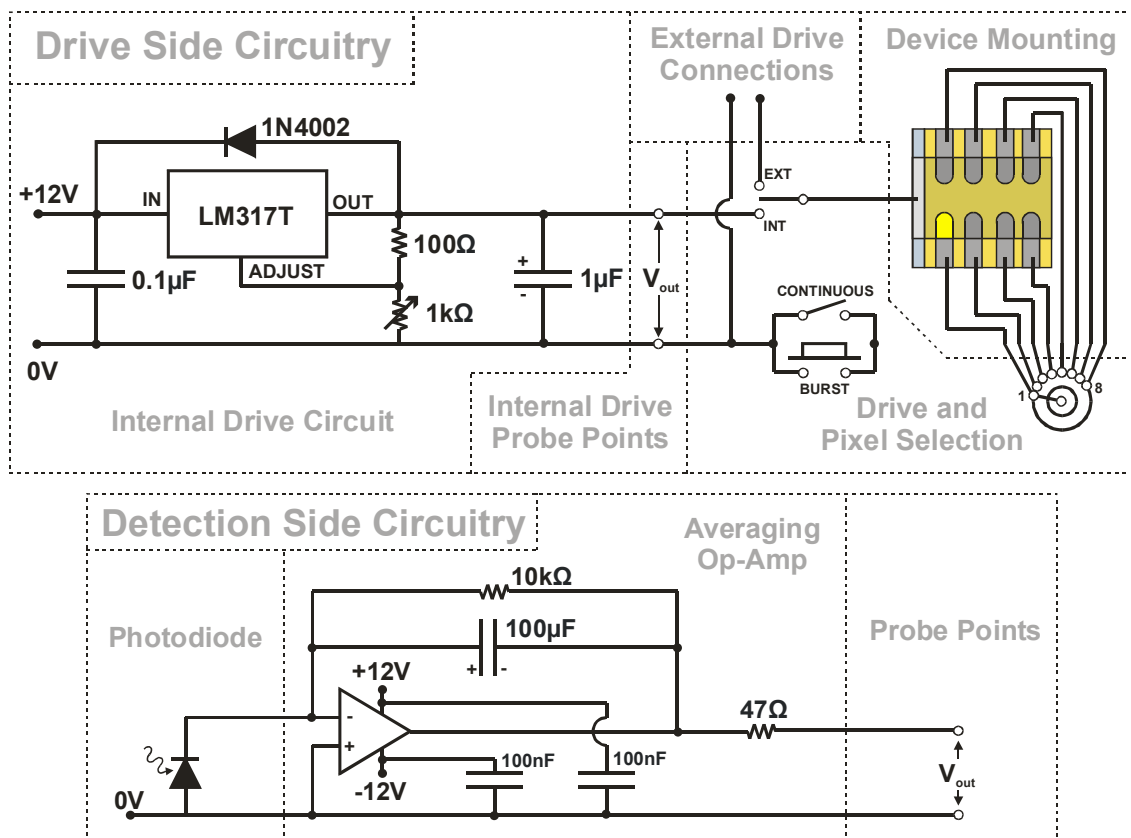 Drive Side Circuitry
External Drive
Connections
Device Mounting
1N4002
+12V
IN
LM317T
OUT
ADJUST
0.1µF
100Ω
1kΩ
+
-
1µF
Vout
EXT
INT
CONTINUOUS
BURST
0V
1
8
Internal Drive Circuit
Internal Drive
Probe Points
Drive and
Pixel Selection
Detection Side Circuitry
Averaging
Op-Amp
Photodiode
Probe Points
10kΩ
100µF
+
-
+12V
-
+
-12V
100nF
100nF
47Ω
Vout
0V